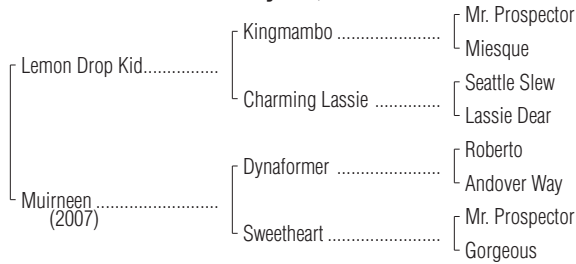 Mr. Prospector
Kingmambo ..................
Miesque
Lemon Drop Kid................
Seattle Slew
Charming Lassie ..............
Lassie Dear
Roberto
Dynaformer ..................
Andover Way
Muirneen ..........................
(2007)
Mr. Prospector
Sweetheart .......................
Gorgeous